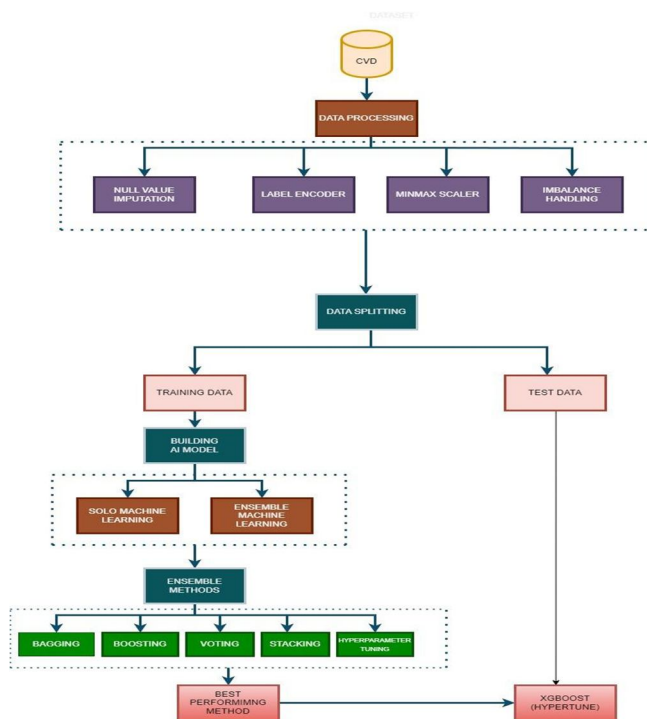 DATASET
CVD
DATA PROCESSING
NULL VALUE
IMPUTATION
LABEL ENCODER
MINMAX SCALER
IMBALANCE
HANDLING
DATA SPLITTING
TRAINING DATA
TEST DATA
BUILDING
AI MODEL
SOLO MACHINE
LEARNING
ENSEMBLE
MACHINE
LEARNING
ENSEMBLE
METHODS
BAGGING
BOOSTING
VOTING
STACKING
HYPERPARAMETER
TUNING
BEST
PERFORMIMNG
METHOD
XGBOOST
(HYPERTUNE)